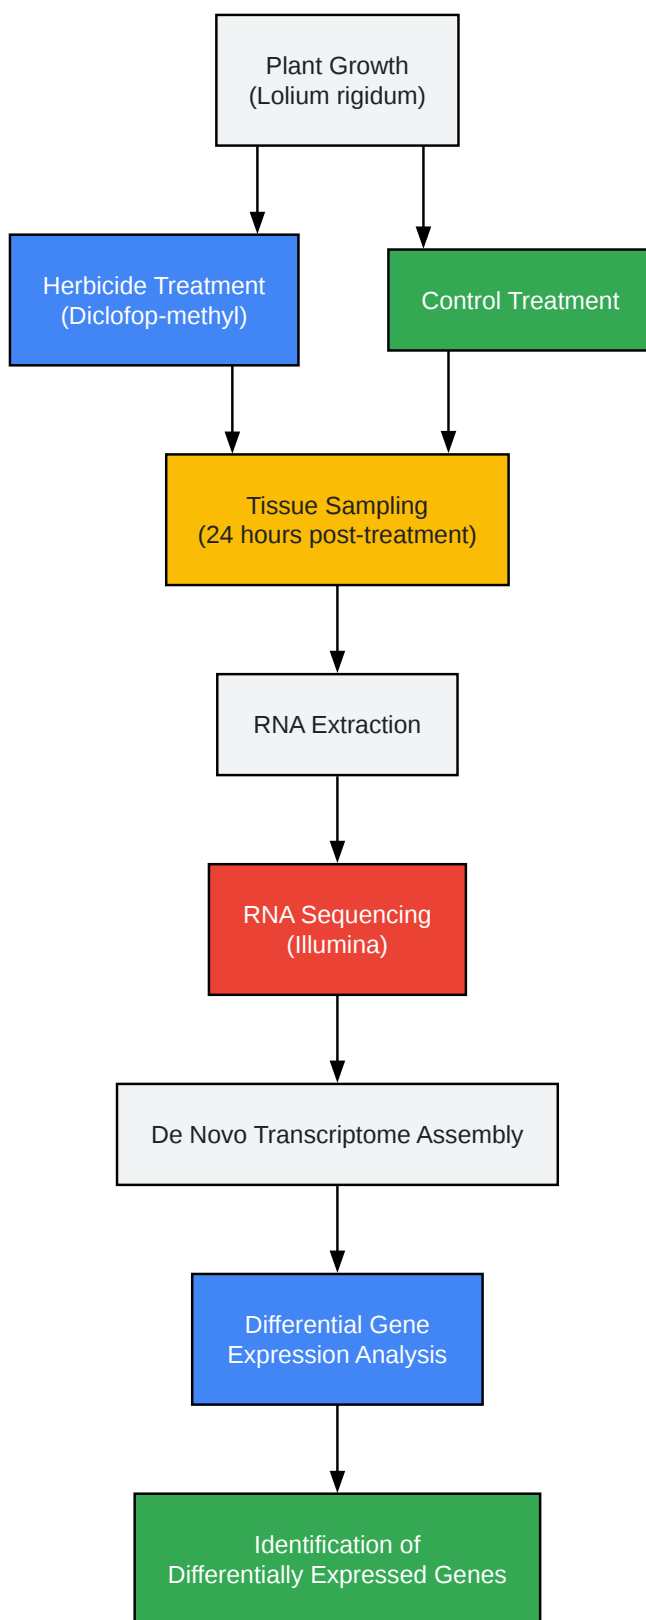 Plant Growth
(Lolium rigidum)
Herbicide Treatment
(Diclofop-methyl)
Control Treatment
Tissue Sampling
(24 hours post-treatment)
RNA Extraction
RNA Sequencing
(Illumina)
De Novo Transcriptome Assembly
Differential Gene
Expression Analysis
Identification of
Differentially Expressed Genes